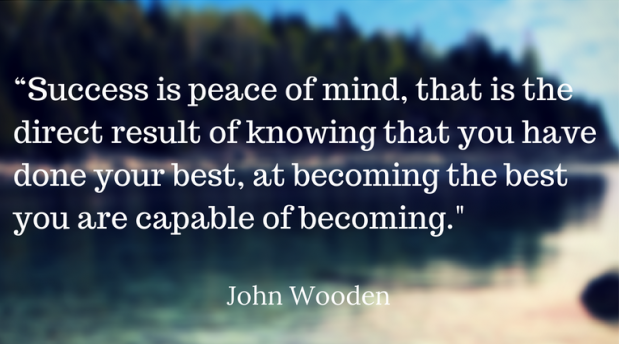 “Success is peace of mind, that is the
direct result of knowing that you have
done your best, at becoming the best
you are capable of becoming."
John Wooden